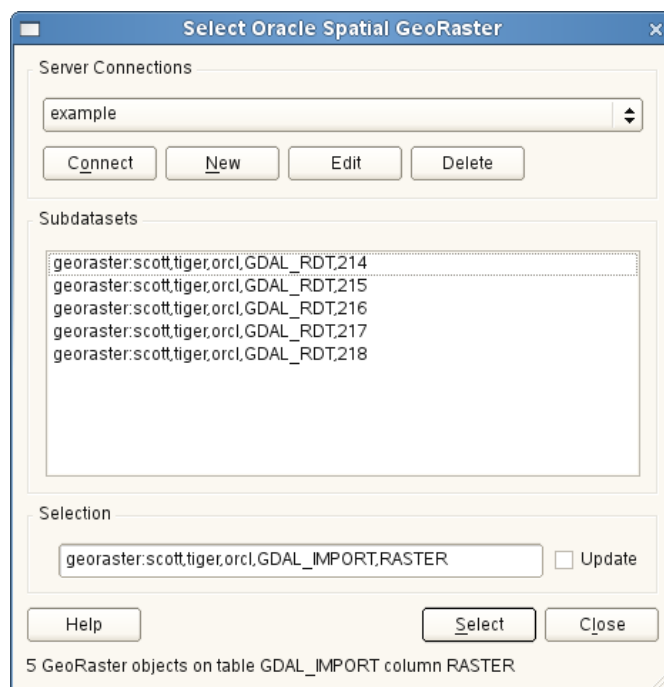 Select Oracle Spatial GeoRaster
Server Connections
example
Connect New Edit Delete
Subdatasets
georaster:scott,tiger,orcl,GDAL_RDT,214
georaster:scott,tiger,orcl,GDAL_RDT,215
georaster:scott,tiger,orcl,GDAL_RDT,216
georaster:scott,tiger,orcl,GDAL_RDT,217
georaster:scott,tiger,orcl,GDAL_RDT,218
Selection
georaster:scott,tiger,orcl,GDAL_IMPORT,RASTER Update
Help Select Close
5 GeoRaster objects on table GDAL_IMPORT column RASTER